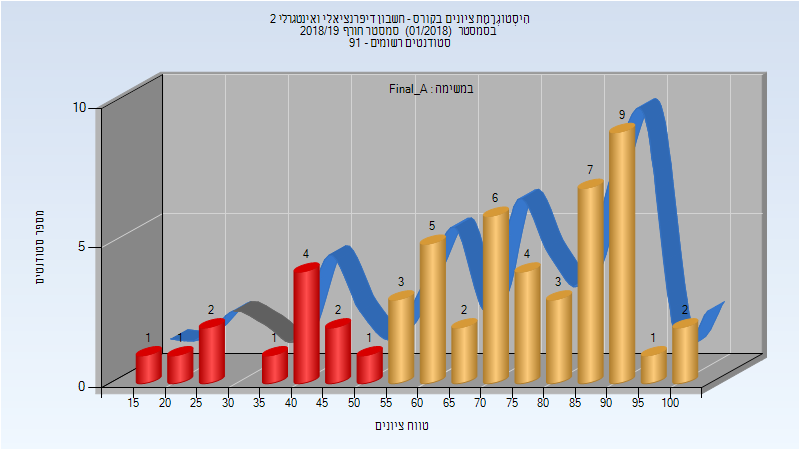 היסטוגרמת ציונים בקורס - חשבון דיפרנציאלי ואינטגרלי 2
בסמסטר (01/2018) סמסטר חורף 2018/19
סטודנטים רשומים - 91
במשימה : Final_A
מספר סטודנטים
10
5
0
1
1
2
1
4
2
1
3
5
2
6
4
3
7
9
1
2
15 20 25 30 35 40 45 50 55 60 65 70 75 80 85 90 95 100
טווח ציונים